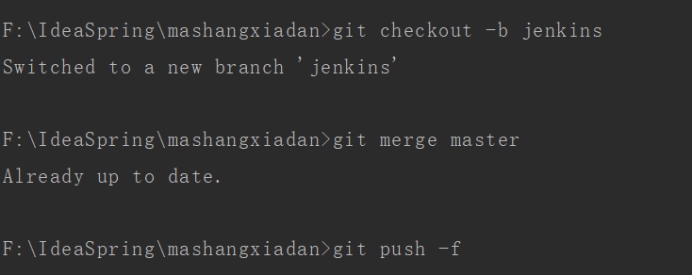 F:\IdeaSpring\mashangxiadan>git checkout -b jenkins
Switched to a new branch 'jenkins'
F:\IdeaSpring\mashangxiadan>git merge master
Already up to date.
F:\IdeaSpring\mashangxiadan>git push -f